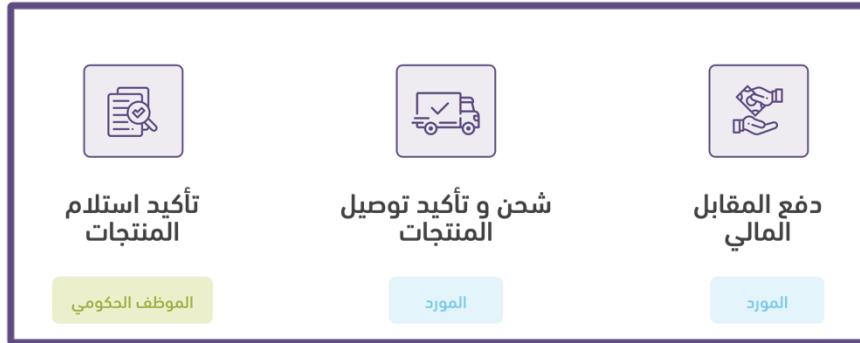 دفع المقابل
المالي
المورد
شحن و تأكيد توصيل
المنتجات
المورد
تأكيد استلام
المنتجات
الموظف الحكومي